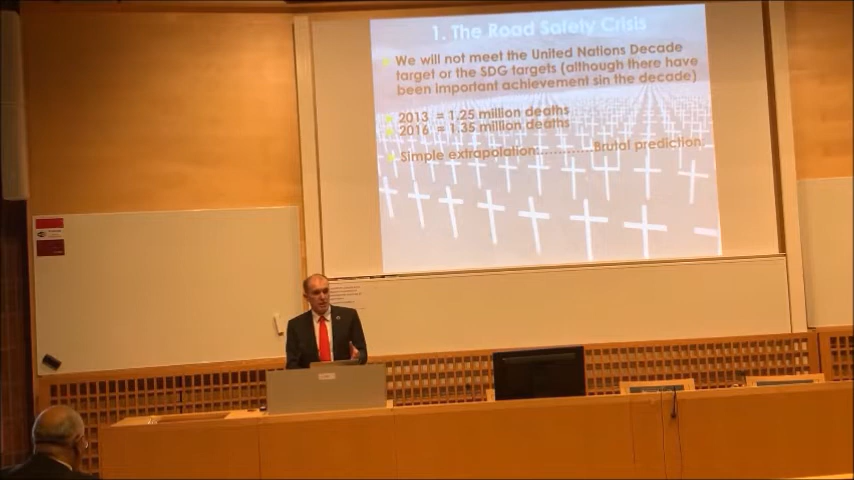 1. The Road Safety Crisis
We will not meet the United Nations Decade
target or the SDG targets (although there have
been important achievement sin the decade)
2013 = 1.25 million deaths
2016 = 1.35 million deaths
Simple extrapolation:...............Brutal prediction.